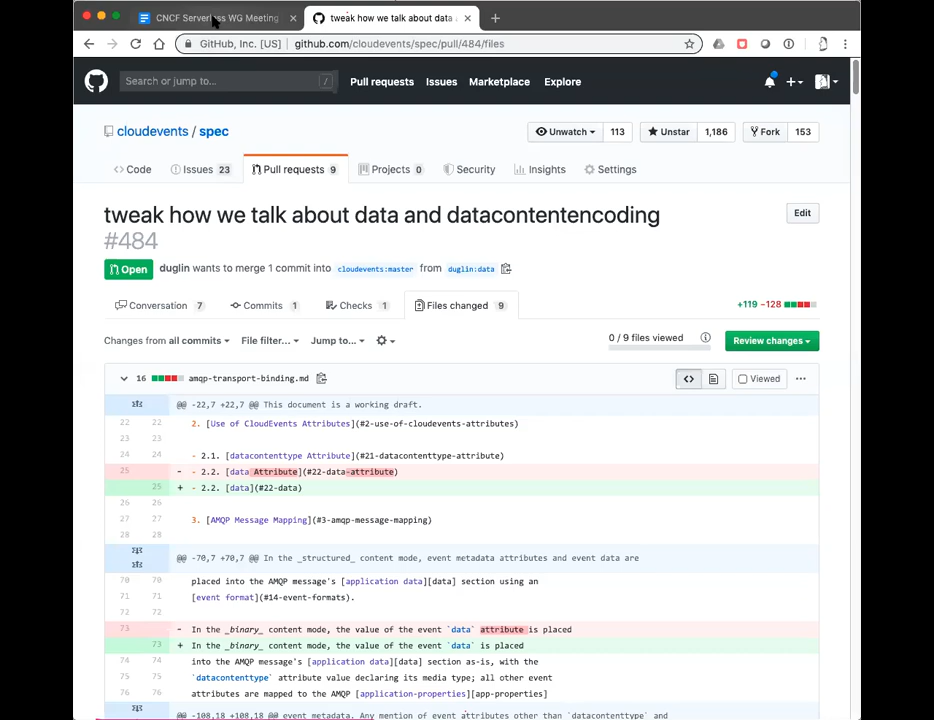 CNCF Serverless WG Meeting
tweak how we talk about data
GitHub, Inc. [US] | github.com/cloudevents/spec/pull/484/files
Search or jump to... /
Pull requests Issues Marketplace Explore
cloudevents / spec
Unwatch 113 Unstar 1,186 Fork 153
Code Issues 23 Pull requests 9 Projects 0 Security Insights Settings
tweak how we talk about data and datacontentencoding
#484
Edit
Open duglin wants to merge 1 commit into cloudevents:master from duglin:data
Conversation 7 Commits 1 Checks 1 Files changed 9 +119 −128
Changes from all commits File filter... Jump to... 0 / 9 files viewed Review changes
16 amqp-transport-binding.md Viewed
@@ -22,7 +22,7 @@ This document is a working draft.
22 22 2. [Use of CloudEvents Attributes](#2-use-of-cloudevents-attributes)
23 23
24 24 - 2.1. [datacontenttype Attribute](#21-datacontenttype-attribute)
25 - - 2.2. [data Attribute](#22-data-attribute)
25 + - 2.2. [data](#22-data)
26 26
27 27 3. [AMQP Message Mapping](#3-amqp-message-mapping)
28 28
@@ -70,7 +70,7 @@ In the _structured_ content mode, event metadata attributes and event data are
70 70 placed into the AMQP message's [application data][data] section using an
71 71 [event format](#14-event-formats).
72 72
73 - In the _binary_ content mode, the value of the event `data` attribute is placed
73 + In the _binary_ content mode, the value of the event `data` is placed
74 74 into the AMQP message's [application data][data] section as-is, with the
75 75 `datacontenttype` attribute value declaring its media type; all other event
76 76 attributes are mapped to the AMQP [application-properties][app-properties]
@@ -108,18 +108,18 @@ event metadata. Any mention of event attributes other than `datacontenttype` and